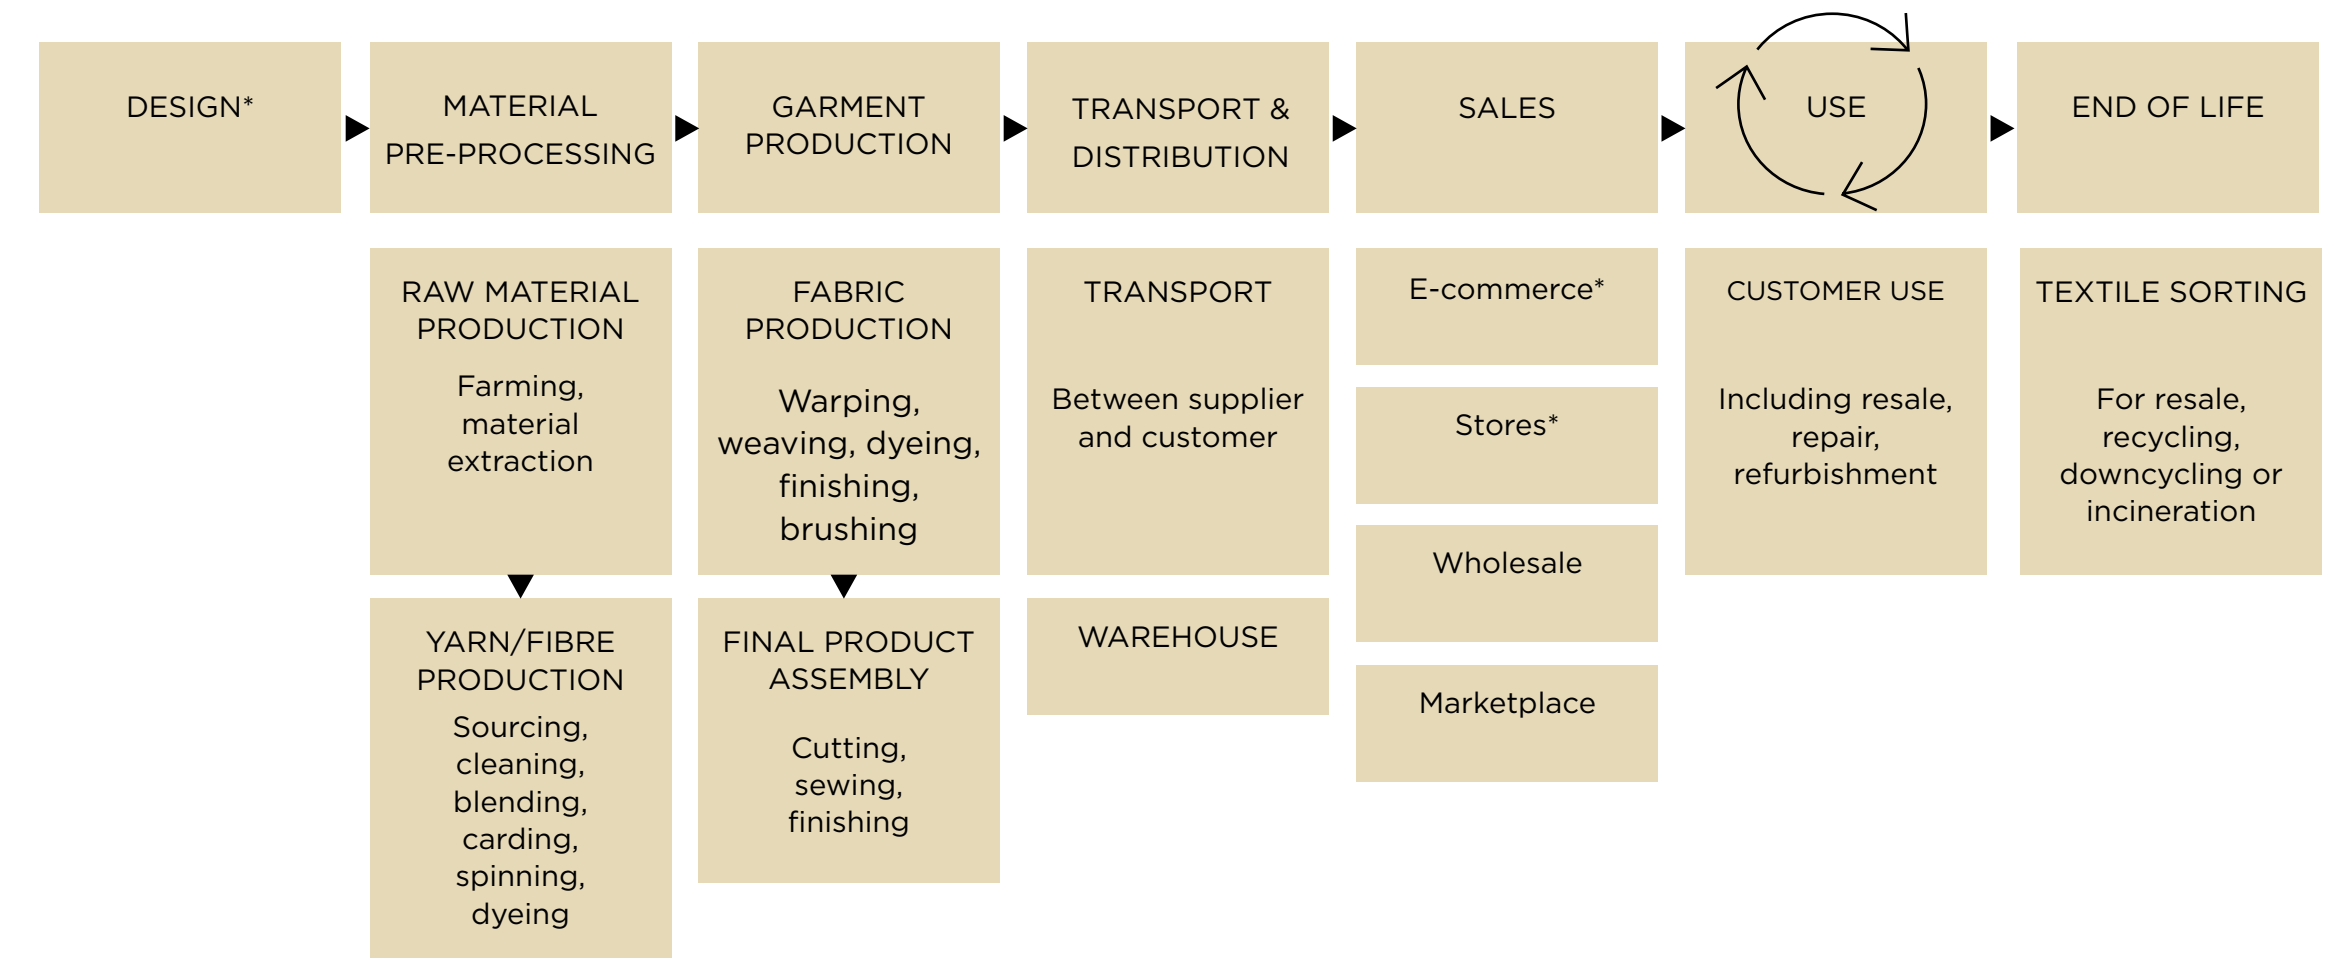 DESIGN*
MATERIAL
PRE-PROCESSING
GARMENT
PRODUCTION
TRANSPORT &
DISTRIBUTION
SALES
USE
END OF LIFE
RAW MATERIAL
PRODUCTION
Farming,
material
extraction
YARN/FIBRE
PRODUCTION
Sourcing,
cleaning,
blending,
carding,
spinning,
dyeing
FABRIC
PRODUCTION
Warping,
weaving, dyeing,
finishing,
brushing
FINAL PRODUCT
ASSEMBLY
Cutting,
sewing,
finishing
TRANSPORT
Between supplier
and customer
WAREHOUSE
E-commerce*
Stores*
Wholesale
Marketplace
CUSTOMER USE
Including resale,
repair,
refurbishment
TEXTILE SORTING
For resale,
recycling,
downcycling or
incineration